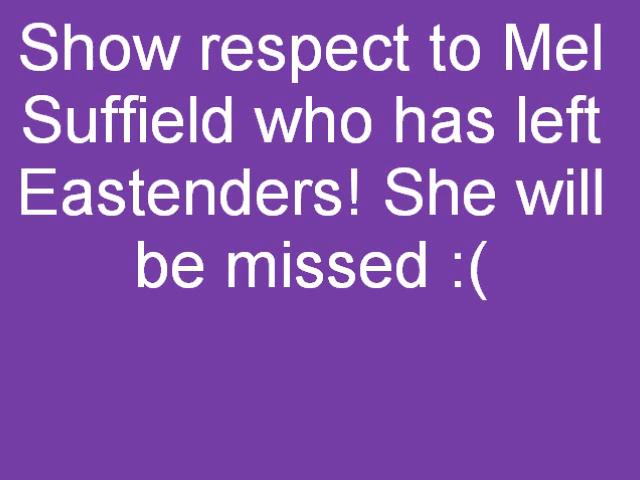 Show respect to Mel
Suffield who has left
Eastenders! She will
be missed :(